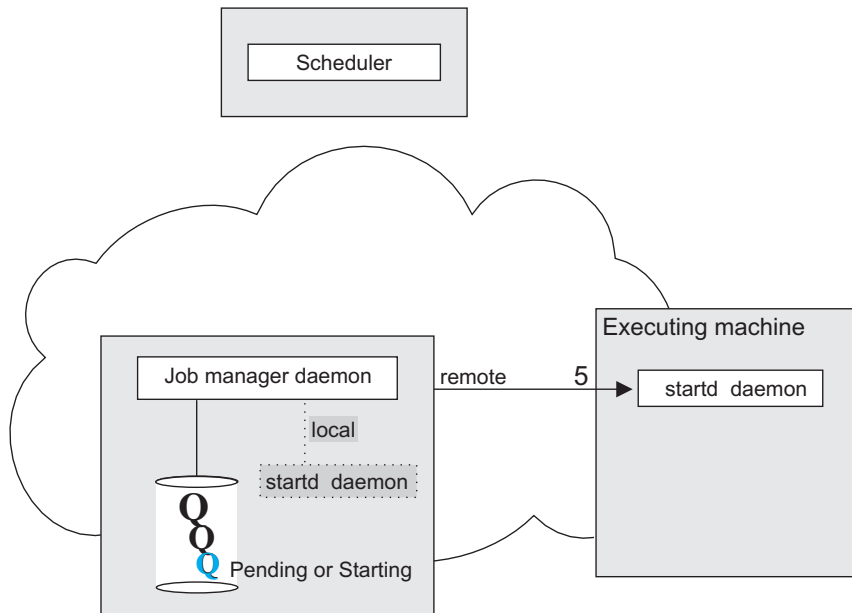 Scheduler
Executing machine
Job manager daemon
remote 5
startd daemon
local
startd daemon
Q
Q
Q
Pending or Starting